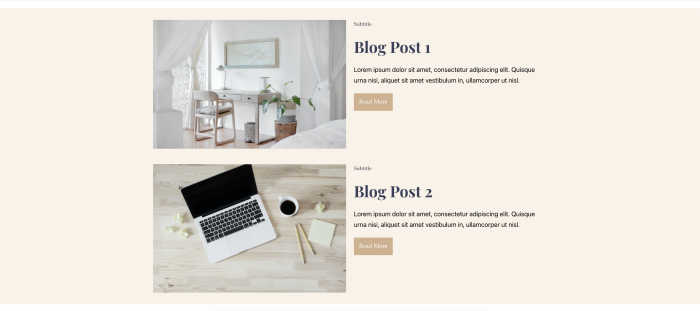 Subtitle
Blog Post 1
Lorem ipsum dolor sit amet, consectetur adipiscing elit. Quisque
urna nisi, aliquet sit amet vestibulum in, ullamcorper ut nisl.
Read More
Subtitle
Blog Post 2
Lorem ipsum dolor sit amet, consectetur adipiscing elit. Quisque
urna nisi, aliquet sit amet vestibulum in, ullamcorper ut nisl.
Read More